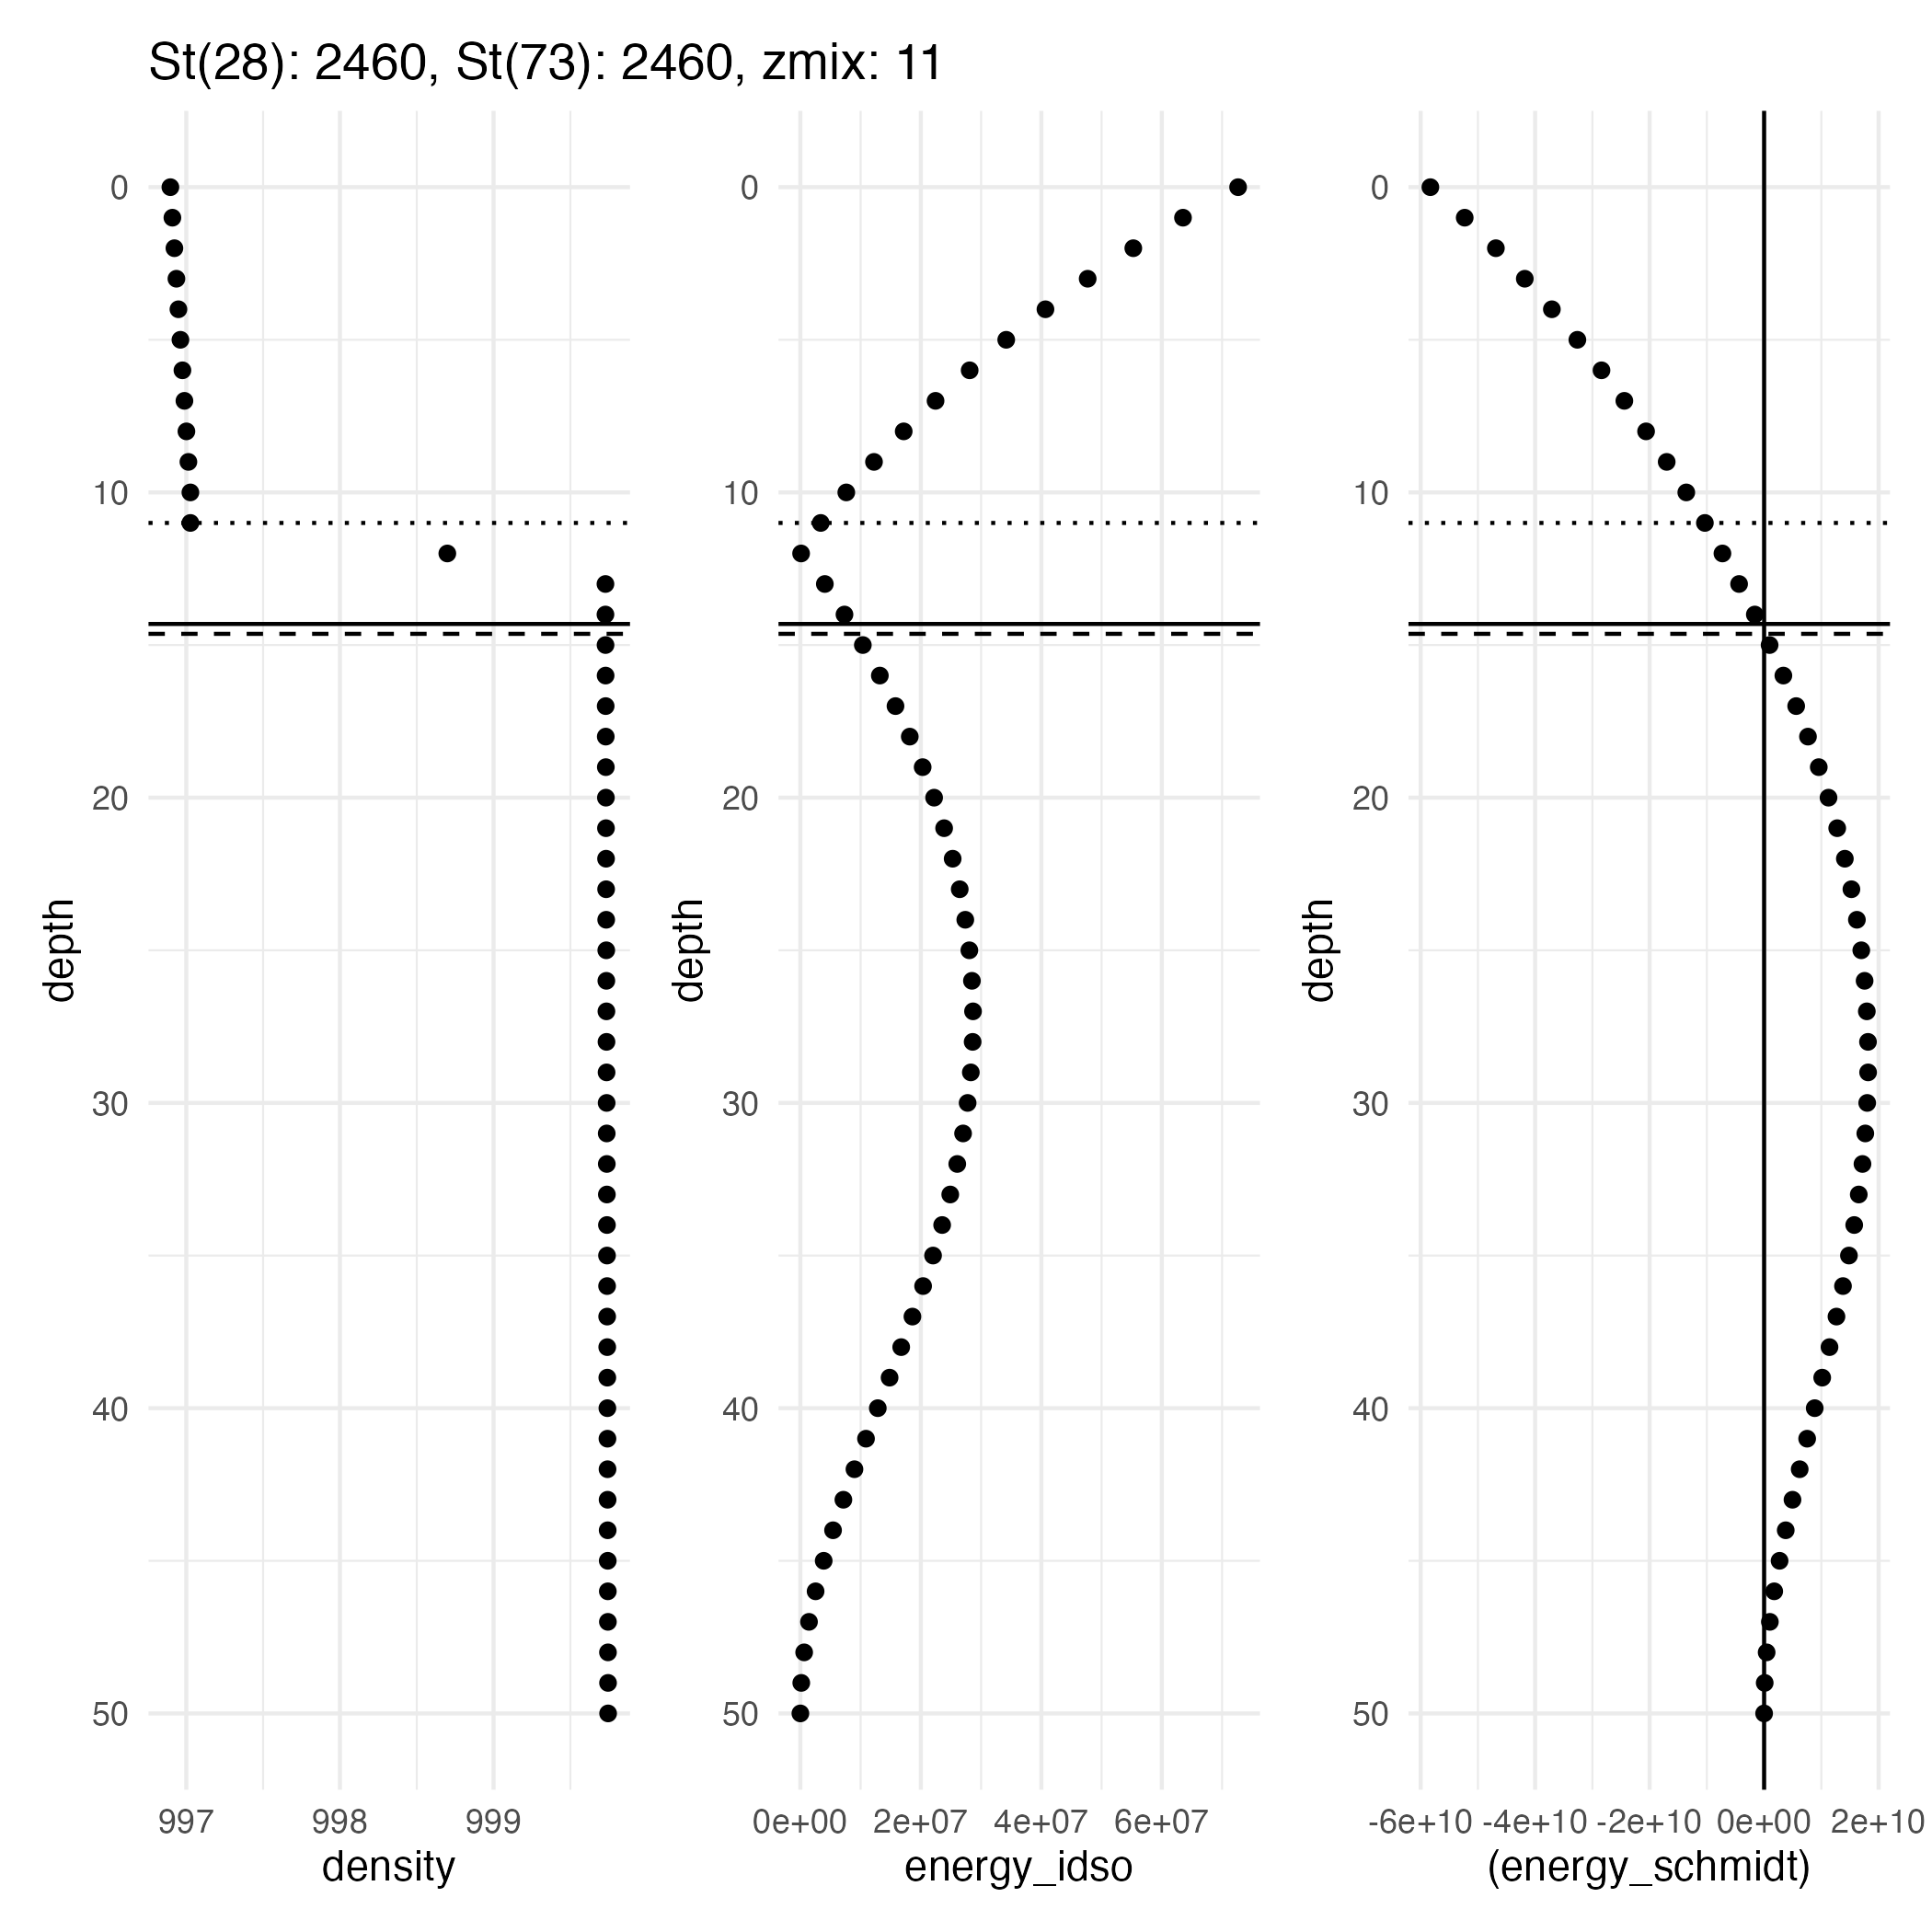 St(28): 2460, St(73): 2460, zmix: 11
0
10
20
30
40
50
depth
997 998 999
density
0
10
20
30
40
50
depth
0e+00 2e+07 4e+07 6e+07
energy_idso
0
10
20
30
40
50
depth
-6e+10 -4e+10 -2e+10 0e+00 2e+10
(energy_schmidt)